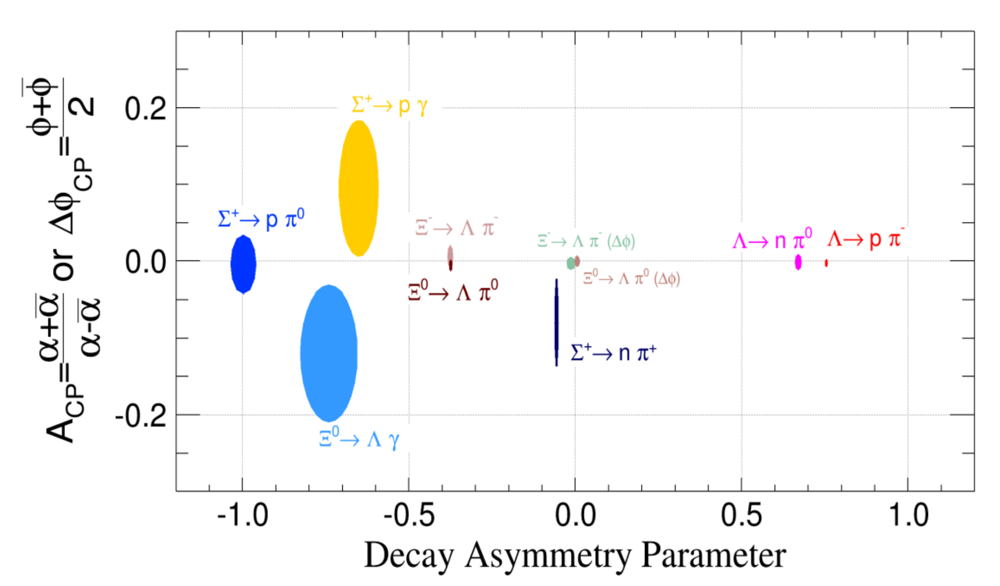 A_CP = α+α̅ / α-α̅ or Δϕ_CP = ϕ+ϕ̅ / 2
0.2
0.0
-0.2
Σ⁺→ p γ
Σ⁺→ p π⁰
Ξ⁻→ Λ π⁻
Ξ⁻→ Λ π⁻ (Δϕ)
Λ→ n π⁰
Λ→ p π⁻
Ξ⁰→ Λ π⁰
Ξ⁰→ Λ π⁰ (Δϕ)
Σ⁺→ n π⁺
Ξ⁰→ Λ γ
-1.0 -0.5 0.0 0.5 1.0
Decay Asymmetry Parameter